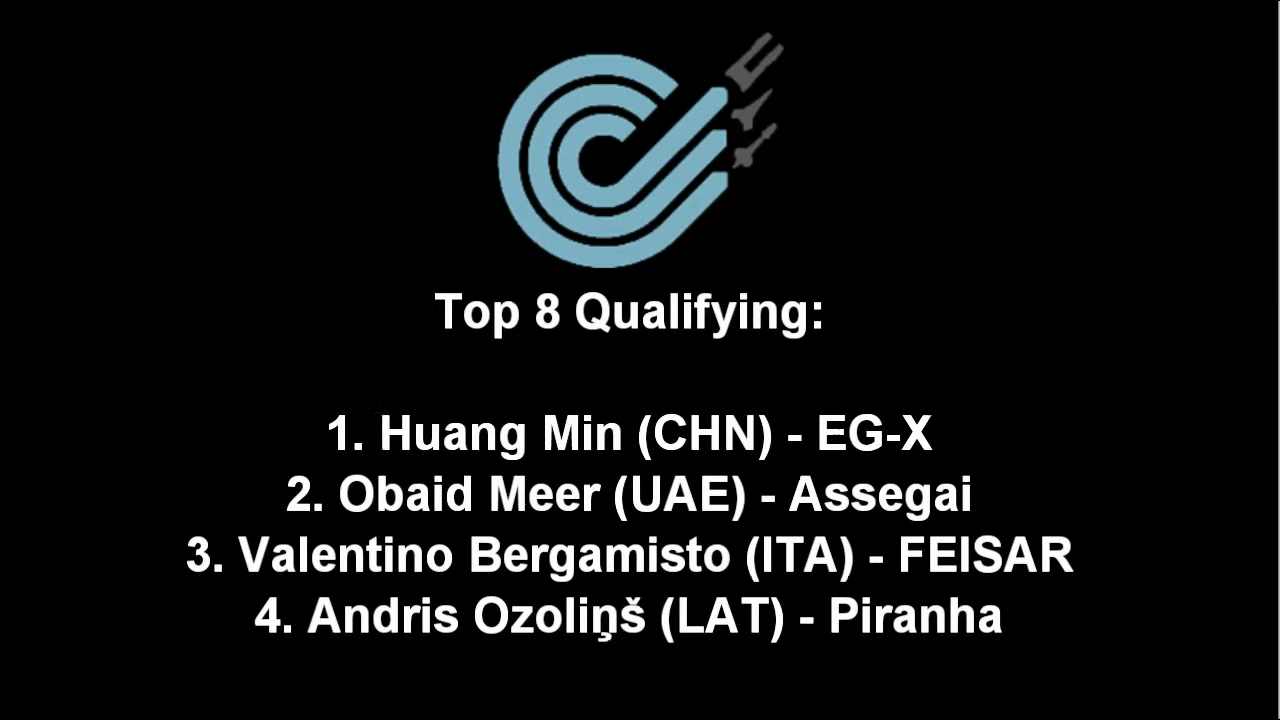 Top 8 Qualifying:
1. Huang Min (CHN) - EG-X
2. Obaid Meer (UAE) - Assegai
3. Valentino Bergamisto (ITA) - FEISAR
4. Andris Ozoliņš (LAT) - Piranha